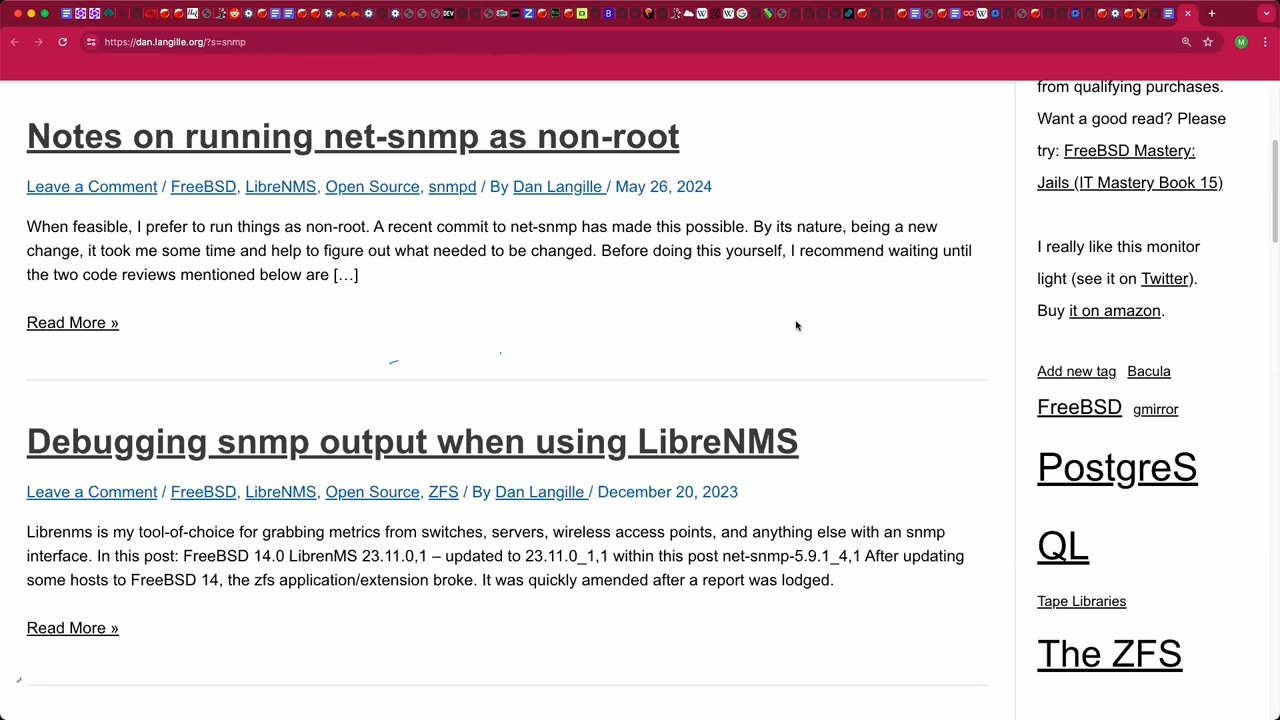 https://dan.langille.org/?s=snmp
M
Notes on running net-snmp as non-root
Leave a Comment / FreeBSD, LibreNMS, Open Source, snmpd / By Dan Langille / May 26, 2024
When feasible, I prefer to run things as non-root. A recent commit to net-snmp has made this possible. By its nature, being a new
change, it took me some time and help to figure out what needed to be changed. Before doing this yourself, I recommend waiting until
the two code reviews mentioned below are […]
Read More »
Debugging snmp output when using LibreNMS
Leave a Comment / FreeBSD, LibreNMS, Open Source, ZFS / By Dan Langille / December 20, 2023
Librenms is my tool-of-choice for grabbing metrics from switches, servers, wireless access points, and anything else with an snmp
interface. In this post: FreeBSD 14.0 LibrenMS 23.11.0,1 – updated to 23.11.0_1,1 within this post net-snmp-5.9.1_4,1 After updating
some hosts to FreeBSD 14, the zfs application/extension broke. It was quickly amended after a report was lodged.
Read More »
from qualifying purchases.
Want a good read? Please
try: FreeBSD Mastery:
Jails (IT Mastery Book 15)
I really like this monitor
light (see it on Twitter).
Buy it on amazon.
Add new tag Bacula
FreeBSD gmirror
PostgreS
QL
Tape Libraries
The ZFS